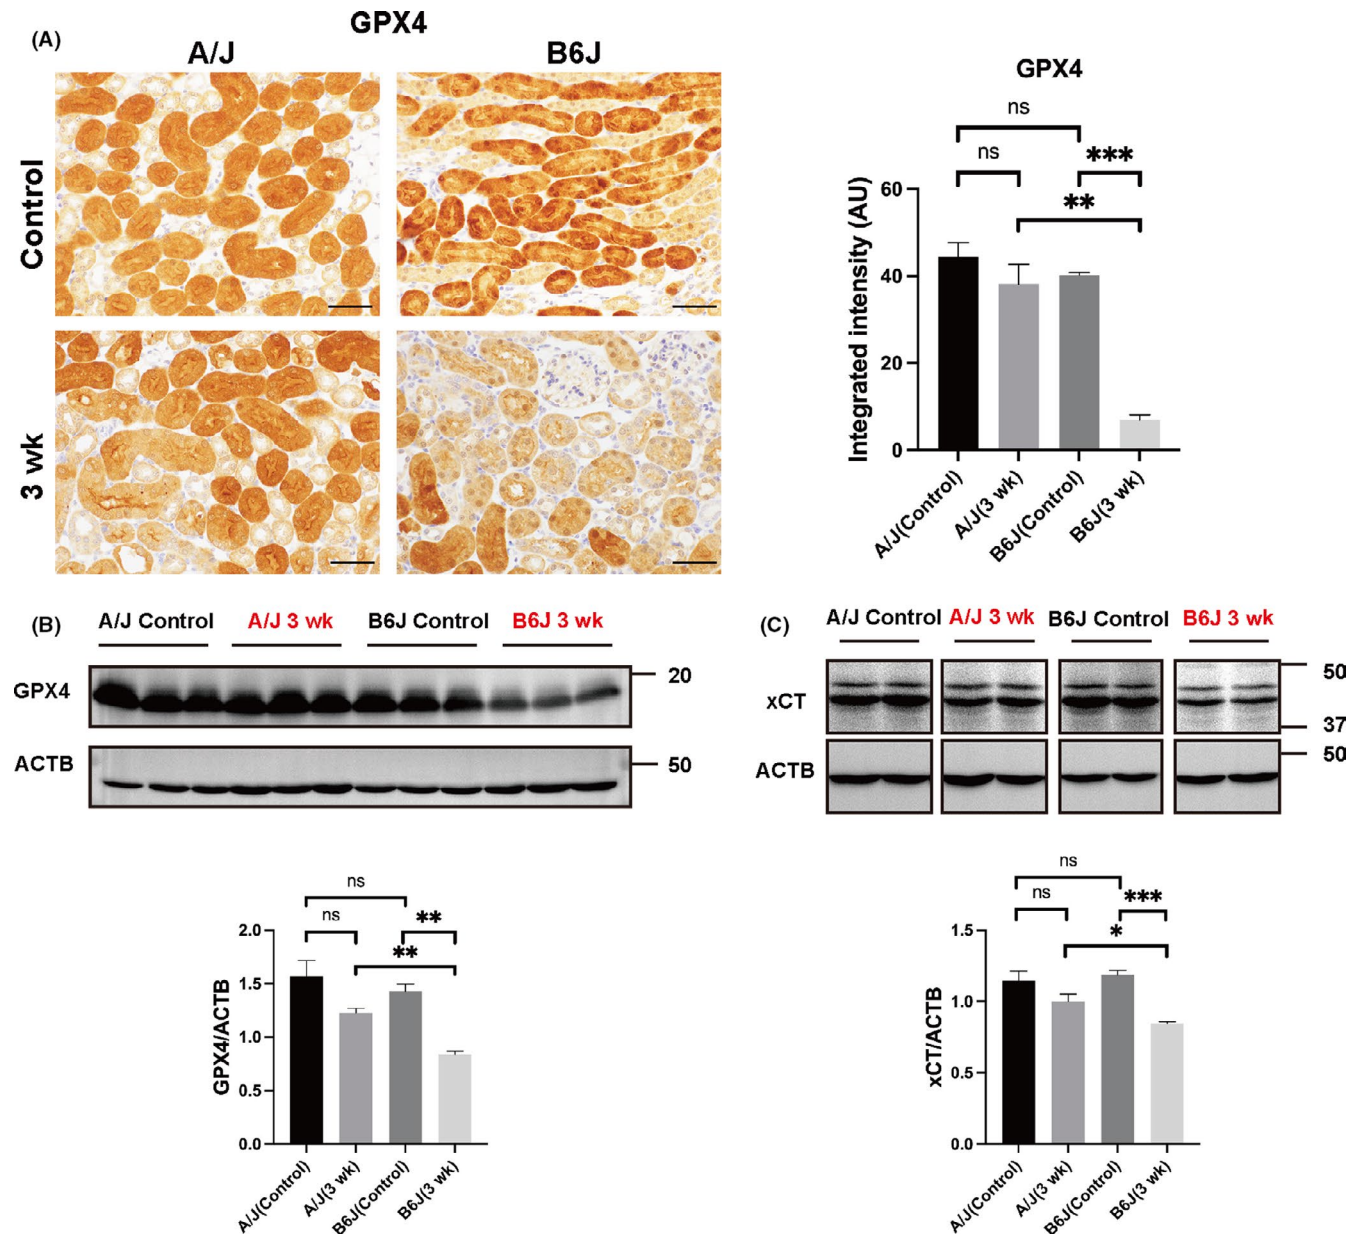 GPX4
(A)
A/J
B6J
Control
3 wk
GPX4
ns
ns
***
**
60
40
20
0
Integrated intensity (AU)
A/J(Control)
A/J(3 wk)
B6J(Control)
B6J(3 wk)
(B)
A/J Control
A/J 3 wk
B6J Control
B6J 3 wk
GPX4
20
ACTB
50
ns
ns
**
**
2.0
1.5
1.0
0.5
0.0
GPX4/ACTB
A/J(Control)
A/J(3 wk)
B6J(Control)
B6J(3 wk)
(C)
A/J Control
A/J 3 wk
B6J Control
B6J 3 wk
xCT
50
37
ACTB
50
ns
ns
***
*
1.5
1.0
0.5
0.0
xCT/ACTB
A/J(Control)
A/J(3 wk)
B6J(Control)
B6J(3 wk)